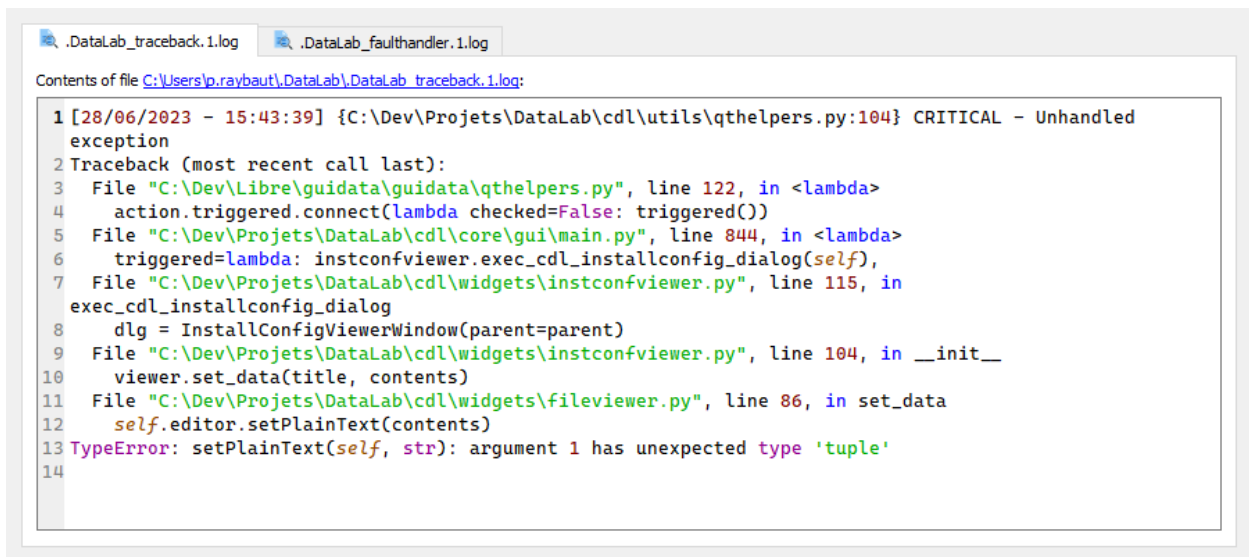 .DataLab_traceback.1.log .DataLab_faulthandler.1.log
Contents of file C:\Users\p.raybaut\.DataLab\.DataLab_traceback.1.log:
1 [28/06/2023 - 15:43:39] {C:\Dev\Projets\DataLab\cdl\utils\qthelpers.py:104} CRITICAL - Unhandled
exception
2 Traceback (most recent call last):
3   File "C:\Dev\Libre\guidata\guidata\qthelpers.py", line 122, in <lambda>
4     action.triggered.connect(lambda checked=False: triggered())
5   File "C:\Dev\Projets\DataLab\cdl\core\gui\main.py", line 844, in <lambda>
6     triggered=lambda: instconfviewer.exec_cdl_installconfig_dialog(self),
7   File "C:\Dev\Projets\DataLab\cdl\widgets\instconfviewer.py", line 115, in
exec_cdl_installconfig_dialog
8     dlg = InstallConfigViewerWindow(parent=parent)
9   File "C:\Dev\Projets\DataLab\cdl\widgets\instconfviewer.py", line 104, in __init__
10     viewer.set_data(title, contents)
11   File "C:\Dev\Projets\DataLab\cdl\widgets\fileviewer.py", line 86, in set_data
12     self.editor.setPlainText(contents)
13 TypeError: setPlainText(self, str): argument 1 has unexpected type 'tuple'
14